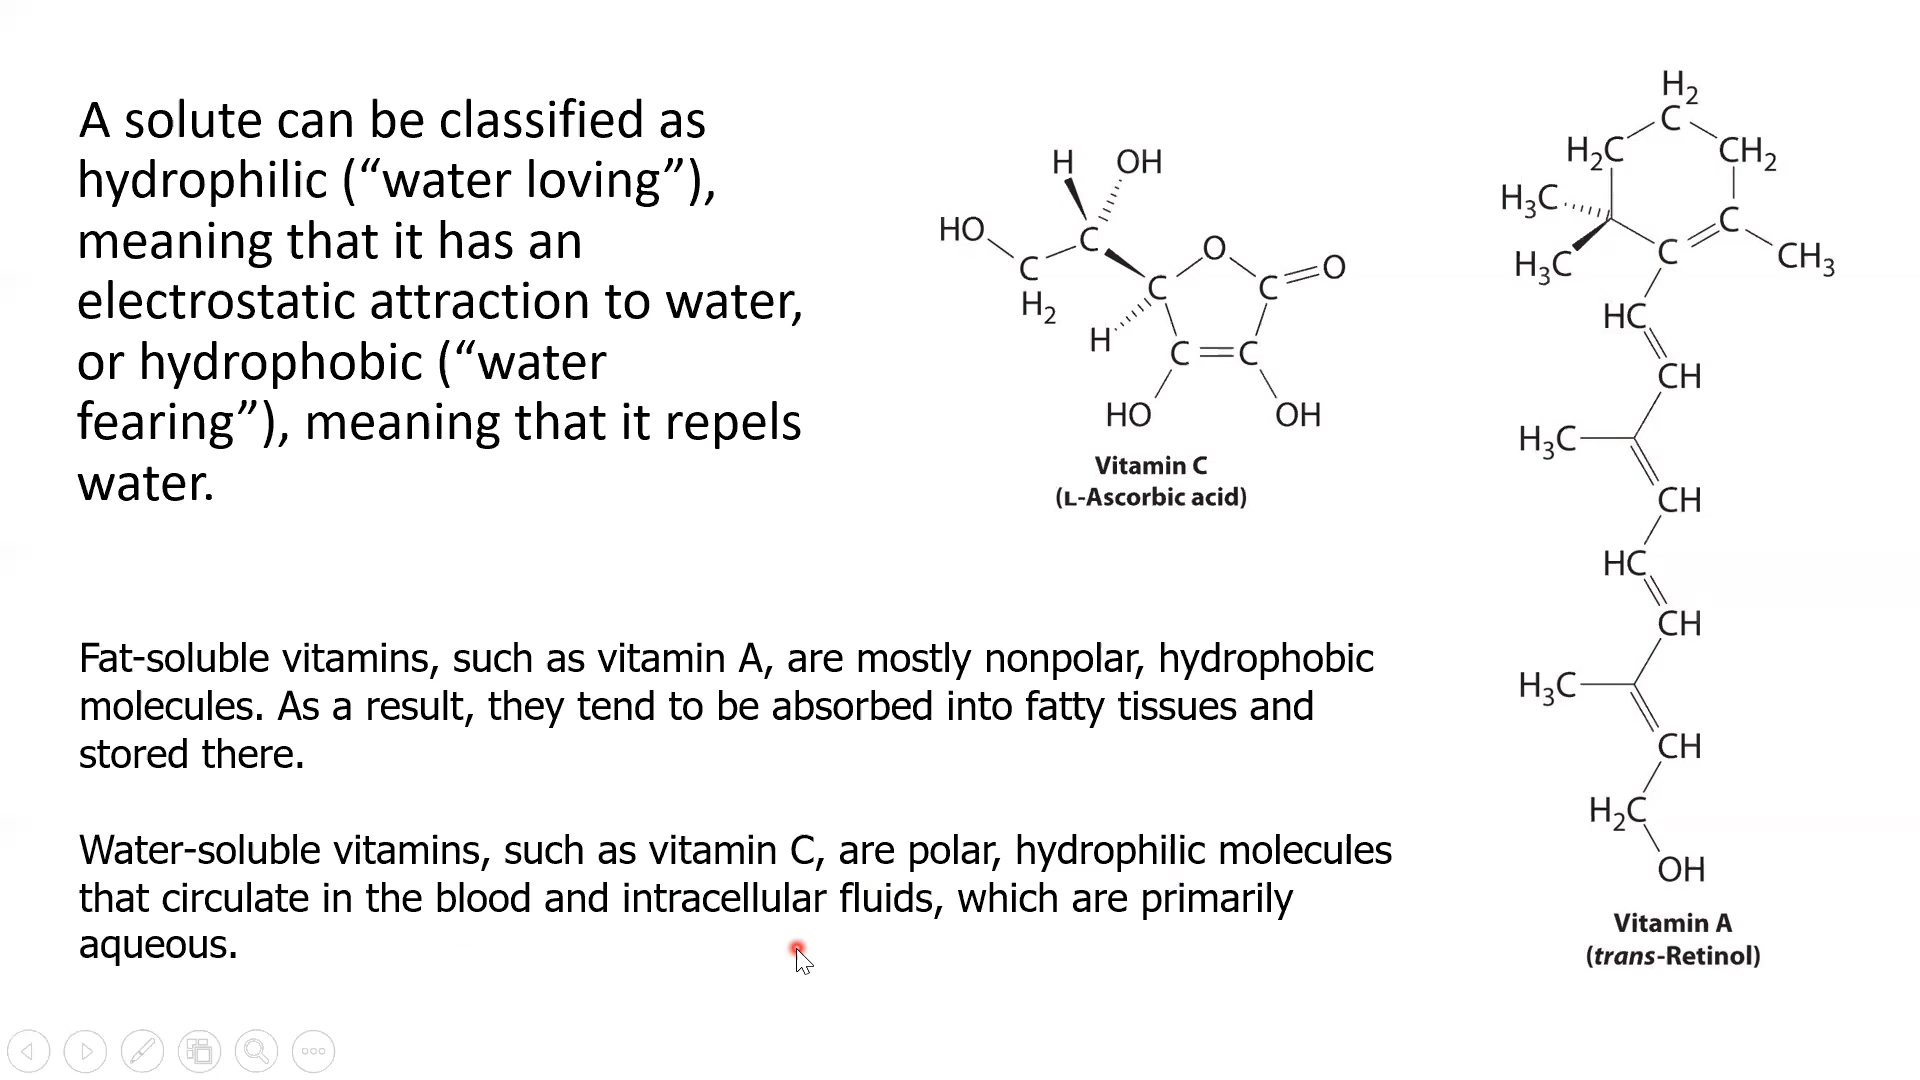 A solute can be classified as
hydrophilic (“water loving”),
meaning that it has an
electrostatic attraction to water,
or hydrophobic (“water
fearing”), meaning that it repels
water.
H OH
HO
C
C
H₂
O
C
C
O
H
C
C
HO
OH
Vitamin C
(L-Ascorbic acid)
H₂
C
H₂C
CH₂
H₃C
C
H₃C
C
CH₃
HC
CH
H₃C
CH
HC
CH
H₃C
CH
H₂C
OH
Vitamin A
(trans-Retinol)
Fat-soluble vitamins, such as vitamin A, are mostly nonpolar, hydrophobic
molecules. As a result, they tend to be absorbed into fatty tissues and
stored there.
Water-soluble vitamins, such as vitamin C, are polar, hydrophilic molecules
that circulate in the blood and intracellular fluids, which are primarily
aqueous.